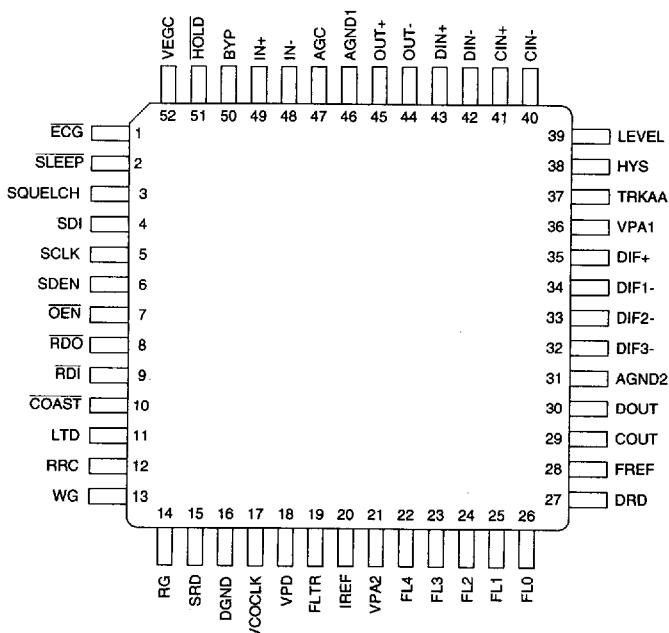 VEGC HOLD BYP IN+ IN- AGC AGND1 OUT+ OUT- DIN+ DIN- CIN+ CIN-
52 51 50 49 48 47 46 45 44 43 42 41 40
ECG 1
SLEEP 2
SQUELCH 3
SDI 4
SCLK 5
SDEN 6
OEN 7
RDO 8
RDI 9
COAST 10
LTD 11
RRC 12
WG 13
39 LEVEL
38 HYS
37 TRKAA
36 VPA1
35 DIF+
34 DIF1-
33 DIF2-
32 DIF3-
31 AGND2
30 DOUT
29 COUT
28 FREF
27 DRD
14 15 16 17 18 19 20 21 22 23 24 25 26
RG SRD DGND VCOCLK VPD FLTR IREF VPA2 FL4 FL3 FL2 FL1 FL0